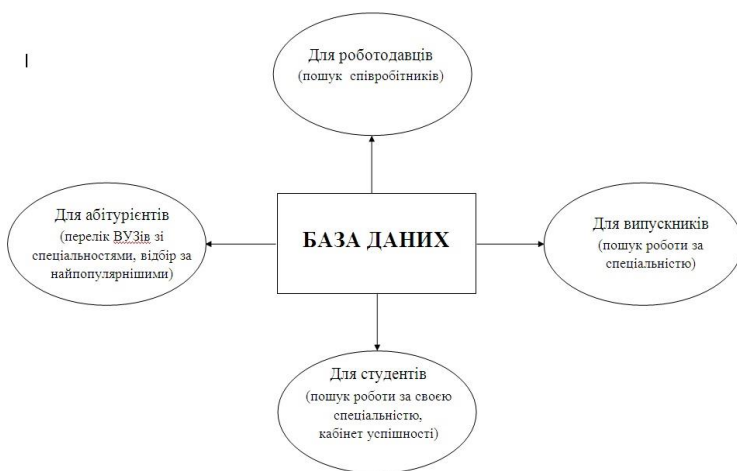 Для роботодавців
(пошук співробітників)
Для абітурієнтів
(перелік ВУЗів зі
спеціальностями, відбір за
найпопулярнішими)
БАЗА ДАНИХ
Для випускників
(пошук роботи за
спеціальністю)
Для студентів
(пошук роботи за своєю
спеціальністю,
кабінет успішності)